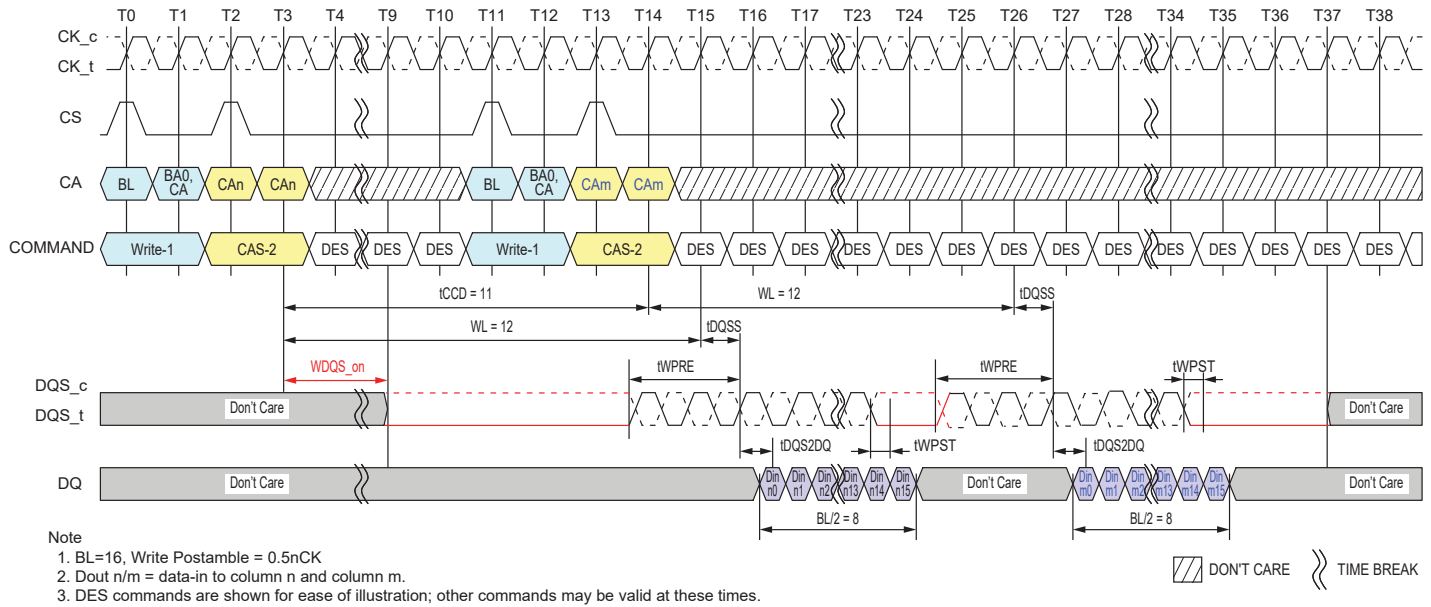 T0 T1 T2 T3 T4 T9 T10 T11 T12 T13 T14 T15 T16 T17 T23 T24 T25 T26 T27 T28 T34 T35 T36 T37 T38
CK_c
CK_t
CS
CA BL BA0, CA CAn CAn BL BA0, CA CAm CAm
COMMAND Write-1 CAS-2 DES DES DES Write-1 CAS-2 DES DES DES DES DES DES DES DES DES DES DES DES DES DES
tCCD = 11 WL = 12 tDQSS
WL = 12 tDQSS
WDQS_on tWPRE tWPRE tWPST
DQS_c
DQS_t Don't Care Don't Care
tDQS2DQ tWPST tDQS2DQ
DQ Don't Care Din n0 Din n1 Din n2 Din n13 Din n14 Din n15 Don't Care Din m0 Din m1 Din m2 Din m13 Din m14 Din m15 Don't Care
BL/2 = 8 BL/2 = 8
Note
1. BL=16, Write Postamble = 0.5nCK
2. Dout n/m = data-in to column n and column m.
3. DES commands are shown for ease of illustration; other commands may be valid at these times.
DON'T CARE TIME BREAK